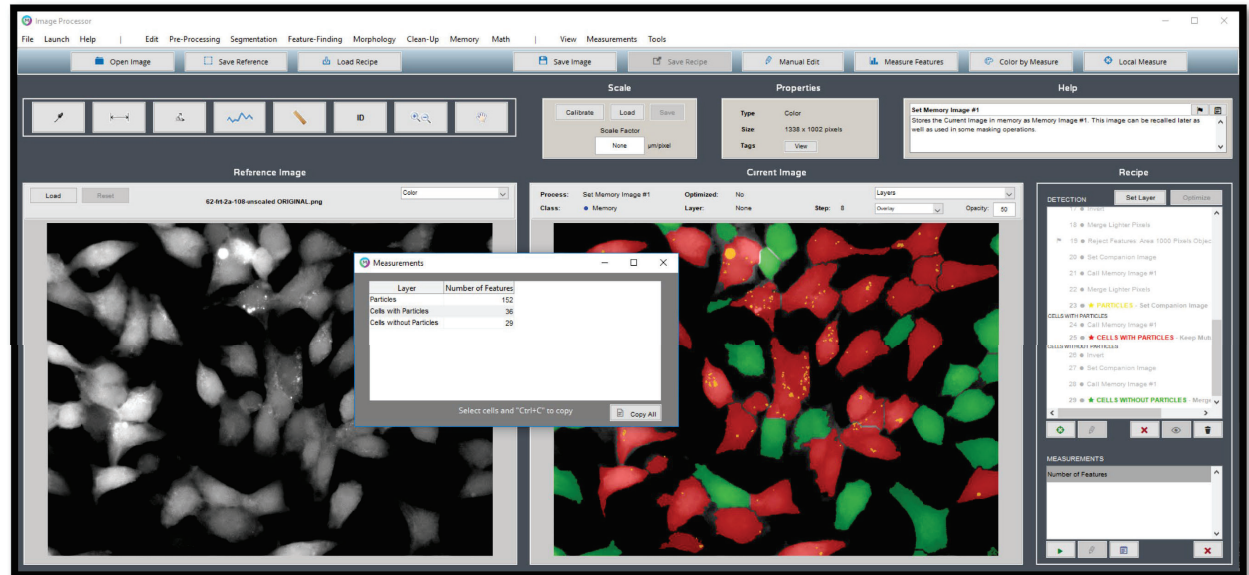 Image Processor
File Launch Help | Edit Pre-Processing Segmentation Feature-Finding Morphology Clean-Up Memory Math | View Measurements Tools
Open Image Save Reference Load Recipe Save Image Save Recipe Manual Edit Measure Features Color by Measure Local Measure
ID
Scale
Calibrate Load Save
Scale Factor
None µm/pixel
Properties
Type Color
Size 1338 x 1002 pixels
Tags View
Help
Set Memory Image #1
Stores the Current Image in memory as Memory Image #1. This image can be recalled later as
well as used in some masking operations.
Reference Image
Load Reset
62-frt-2a-108-unscaled ORIGINAL.png
Color
Current Image
Process: Set Memory Image #1 Optimized: No
Layers
Class: Memory Layer: None Step: 8
Overlay
Opacity: 50
Measurements
Layer Number of Features
Particles 152
Cells with Particles 36
Cells without Particles 29
Select cells and "Ctrl+C" to copy
Copy All
Recipe
DETECTION Set Layer Optimize
17 Invert
18 Merge Lighter Pixels
19 Reject Features: Area 1000 Pixels Objec
20 Set Companion Image
21 Call Memory Image #1
22 Merge Lighter Pixels
23 ★ PARTICLES - Set Companion Image
CELLS WITH PARTICLES
24 Call Memory Image #1
25 ★ CELLS WITH PARTICLES - Keep Mutu
CELLS WITHOUT PARTICLES
26 Invert
27 Set Companion Image
28 Call Memory Image #1
29 ★ CELLS WITHOUT PARTICLES - Merge
MEASUREMENTS
Number of Features